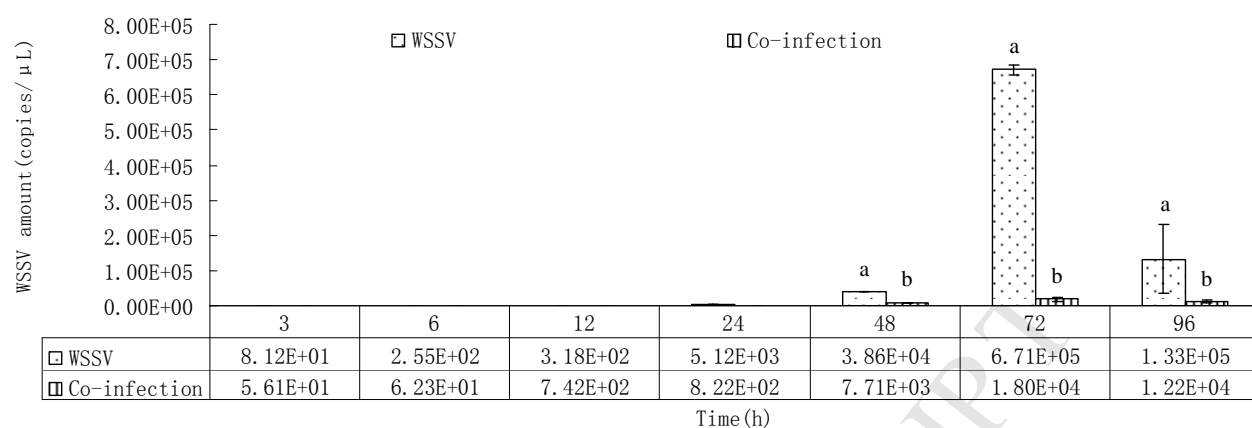 8.00E+05
WSSV Co-infection
7.00E+05
a
6.00E+05
5.00E+05
4.00E+05
3.00E+05
a
2.00E+05
1.00E+05
a b b b
0.00E+00
WSSV amount(copies/μL)
3 6 12 24 48 72 96
WSSV 8.12E+01 2.55E+02 3.18E+02 5.12E+03 3.86E+04 6.71E+05 1.33E+05
Co-infection 5.61E+01 6.23E+01 7.42E+02 8.22E+02 7.71E+03 1.80E+04 1.22E+04
Time(h)